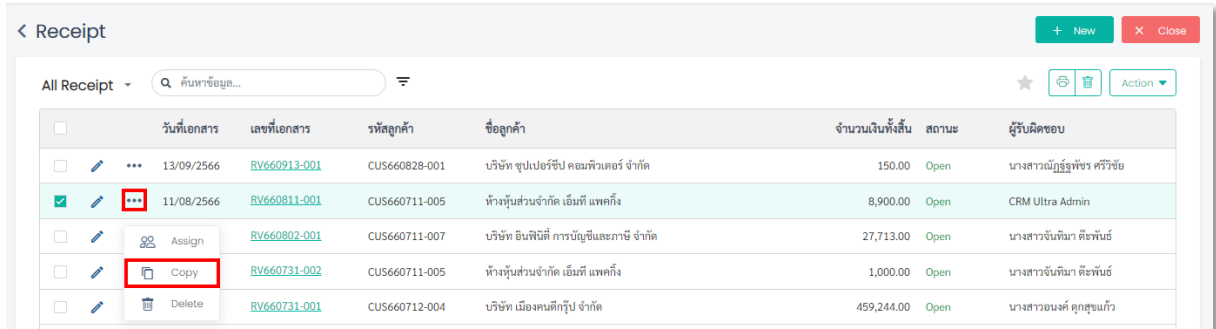 Receipt
+ New
× Close
All Receipt
ค้นหาข้อมูล...
Action
วันที่เอกสาร เลขที่เอกสาร รหัสลูกค้า ชื่อลูกค้า จำนวนเงินทั้งสิ้น สถานะ ผู้รับผิดชอบ
13/09/2566 RV660913-001 CUS660828-001 บริษัท ซุปเปอร์ชีป คอมพิวเตอร์ จำกัด 150.00 Open นางสาวณัฏฐ์ฐพัชร ศรีวิชัย
11/08/2566 RV660811-001 CUS660711-005 ห้างหุ้นส่วนจำกัด เอ็มที แพคกิ้ง 8,900.00 Open CRM Ultra Admin
Assign RV660802-001 CUS660711-007 บริษัท อินฟินิตี้ การบัญชีและภาษี จำกัด 27,713.00 Open นางสาวจันทิมา ต๊ะพันธ์
Copy RV660731-002 CUS660711-005 ห้างหุ้นส่วนจำกัด เอ็มที แพคกิ้ง 1,000.00 Open นางสาวจันทิมา ต๊ะพันธ์
Delete RV660731-001 CUS660712-004 บริษัท เมืองคนดีกรุ๊ป จำกัด 459,244.00 Open นางสาวอนงค์ ดุกสุขแก้ว